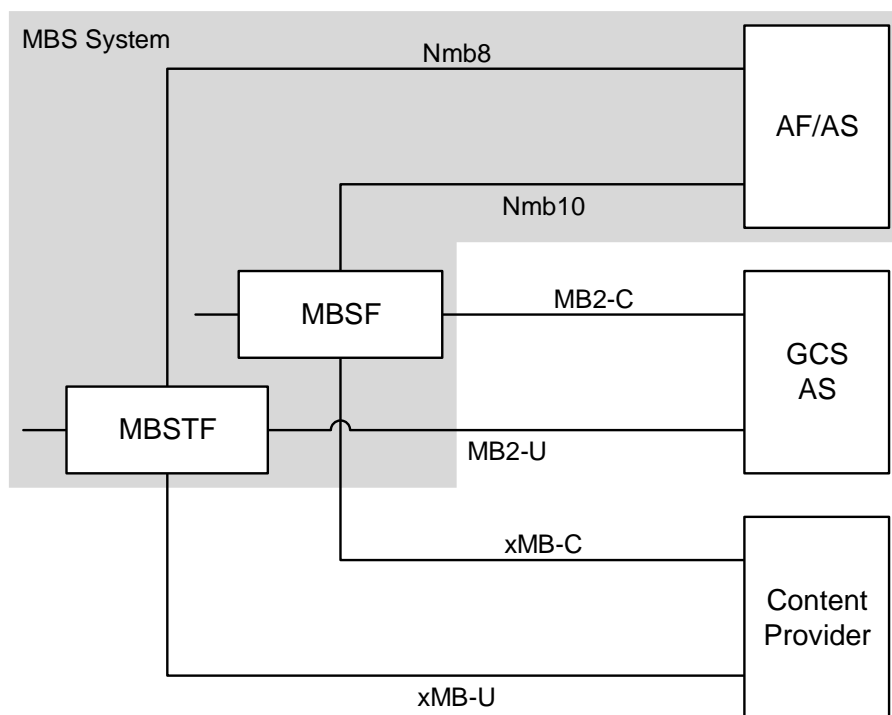 MBS System
Nmb8
AF/AS
Nmb10
MBSF
MB2-C
GCS
AS
MBSTF
MB2-U
xMB-C
Content
Provider
xMB-U